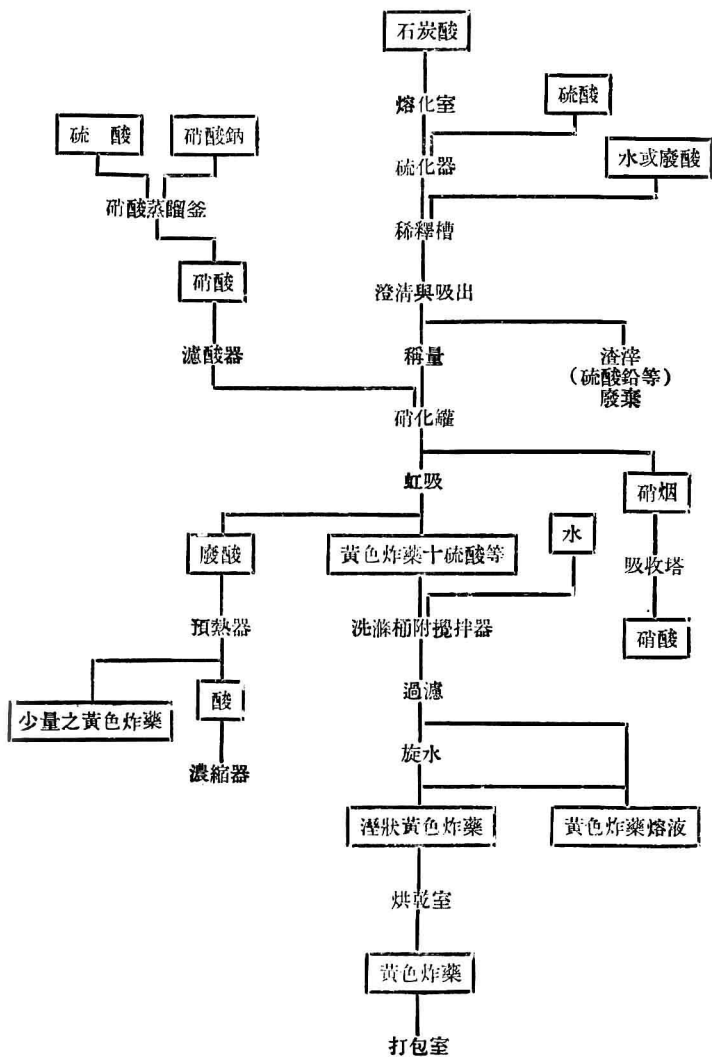 石炭酸
熔化室
硫酸
硫　酸
硝酸鈉
硫化器
水或廢酸
硝酸蒸餾釜
稀釋槽
硝酸
澄清與吸出
濾酸器
稱量
渣滓
（硫酸鉛等）
廢棄
硝化罐
虹吸
硝烟
水
廢酸
黃色炸藥十硫酸等
吸收塔
預熱器
洗滌桶附攪拌器
硝酸
過濾
酸
少量之黃色炸藥
旋水
濃縮器
溼狀黃色炸藥
黃色炸藥熔液
烘乾室
黃色炸藥
打包室